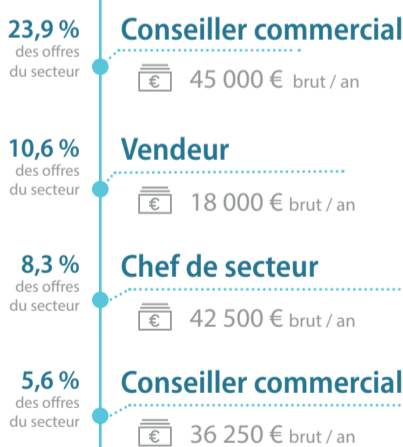 23,9 %
des offres
du secteur
Conseiller commercial
€ 45 000 € brut / an
10,6 %
des offres
du secteur
Vendeur
€ 18 000 € brut / an
8,3 %
des offres
du secteur
Chef de secteur
€ 42 500 € brut / an
5,6 %
des offres
du secteur
Conseiller commercial
€ 36 250 € brut / an